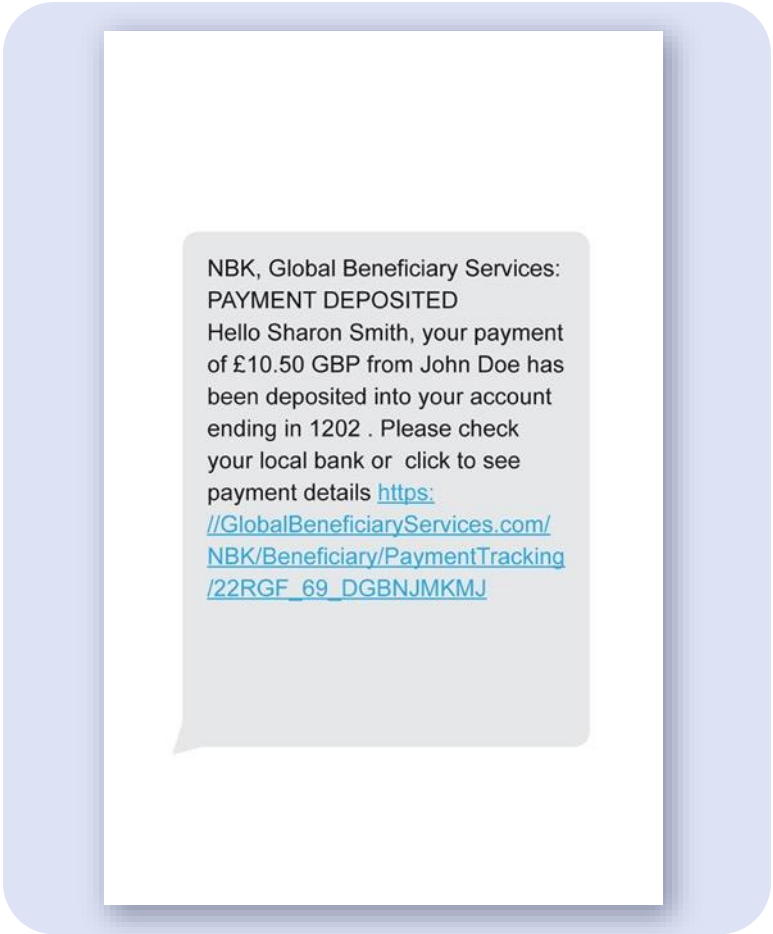 NBK, Global Beneficiary Services:
PAYMENT DEPOSITED
Hello Sharon Smith, your payment
of £10.50 GBP from John Doe has
been deposited into your account
ending in 1202 . Please check
your local bank or  click to see
payment details https:
//GlobalBeneficiaryServices.com/
NBK/Beneficiary/PaymentTracking
/22RGF_69_DGBNJMKMJ